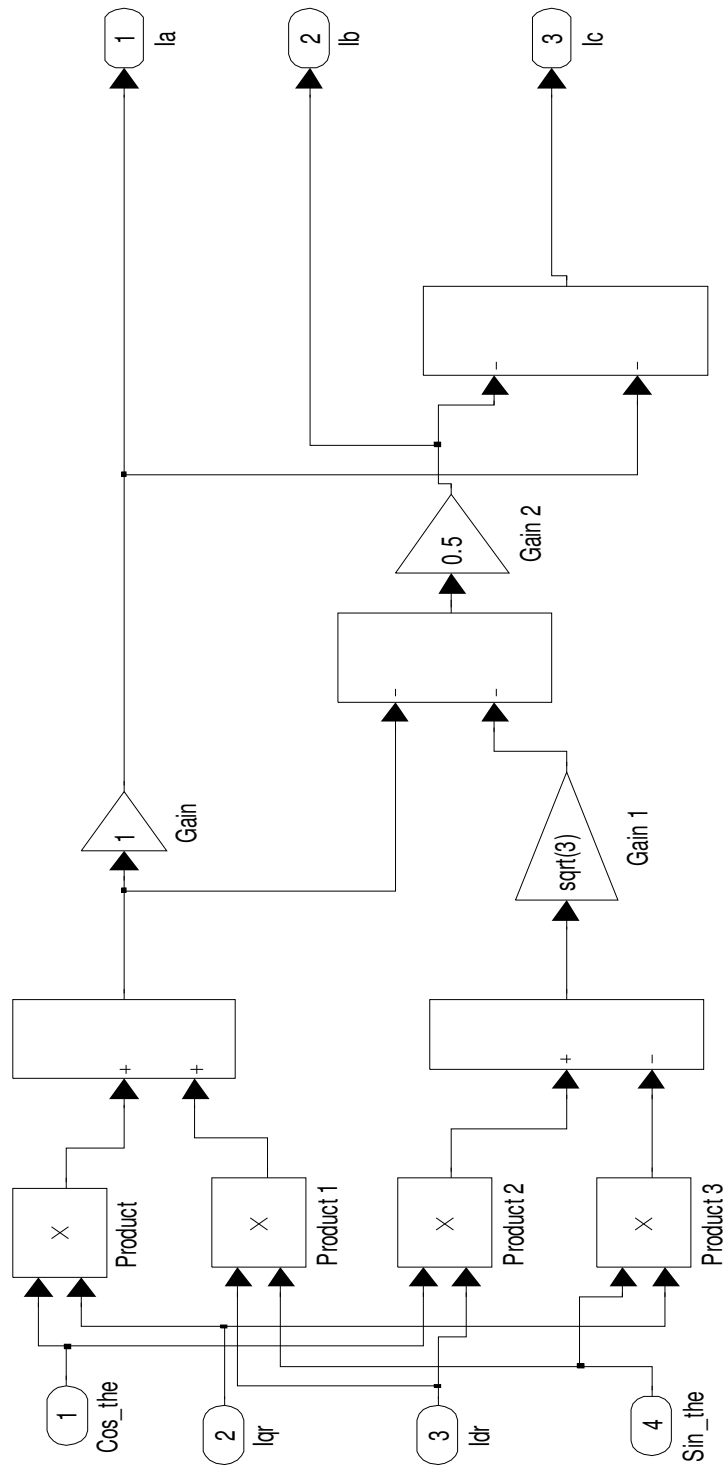 1
Cos_the
2
Iqr
3
Idr
4
Sin_the
X
Product
X
Product 1
X
Product 2
X
Product 3
+
+
+
−
1
Gain
sqrt(3)
Gain 1
−
−
0.5
Gain 2
−
−
1
Ia
2
Ib
3
Ic